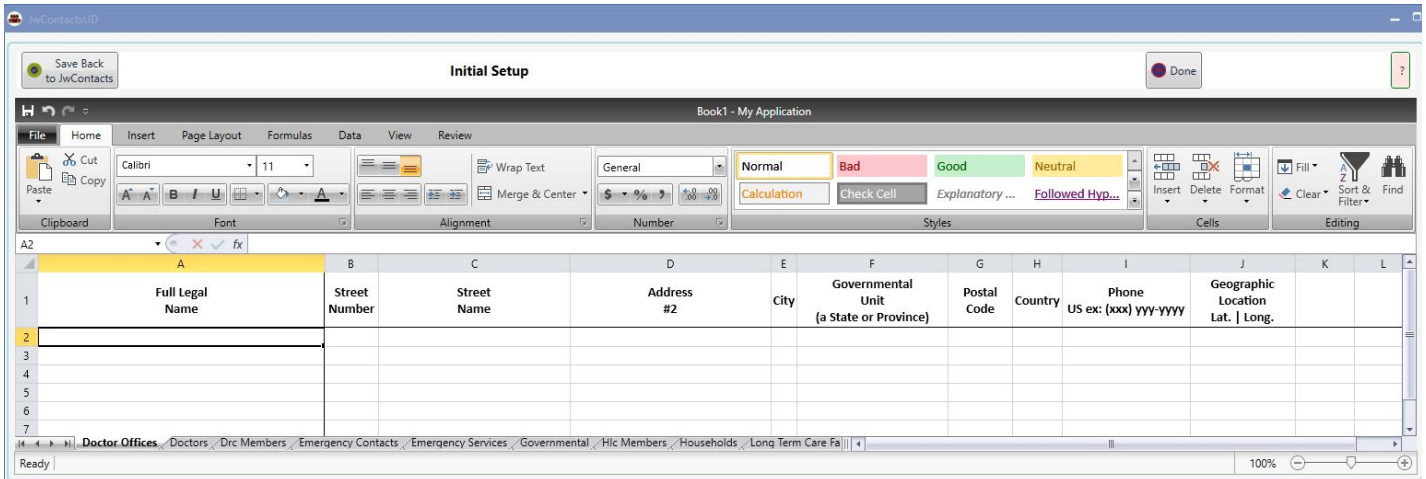 JwContactsUD
Save Back
to JwContacts
Initial Setup
Done
?
Book1 - My Application
File Home Insert Page Layout Formulas Data View Review
Paste
Cut
Copy
Clipboard
Calibri 11
A A B I U A
Font
Wrap Text
Merge & Center
Alignment
General
$ % , .0 .00 .00 .0
Number
Normal Bad Good Neutral
Calculation Check Cell Explanatory ... Followed Hyp...
Styles
Insert Delete Format
Cells
Fill
Clear
Sort &
Filter
Find
Editing
A2 fx
A B C D E F G H I J K L
1
Full Legal
Name
Street
Number
Street
Name
Address
#2
City
Governmental
Unit
(a State or Province)
Postal
Code
Country
Phone
US ex: (xxx) yyy-yyyy
Geographic
Location
Lat. | Long.
2
3
4
5
6
7
Doctor Offices Doctors Drc Members Emergency Contacts Emergency Services Governmental Hlc Members Households Long Term Care Fa
Ready 100%